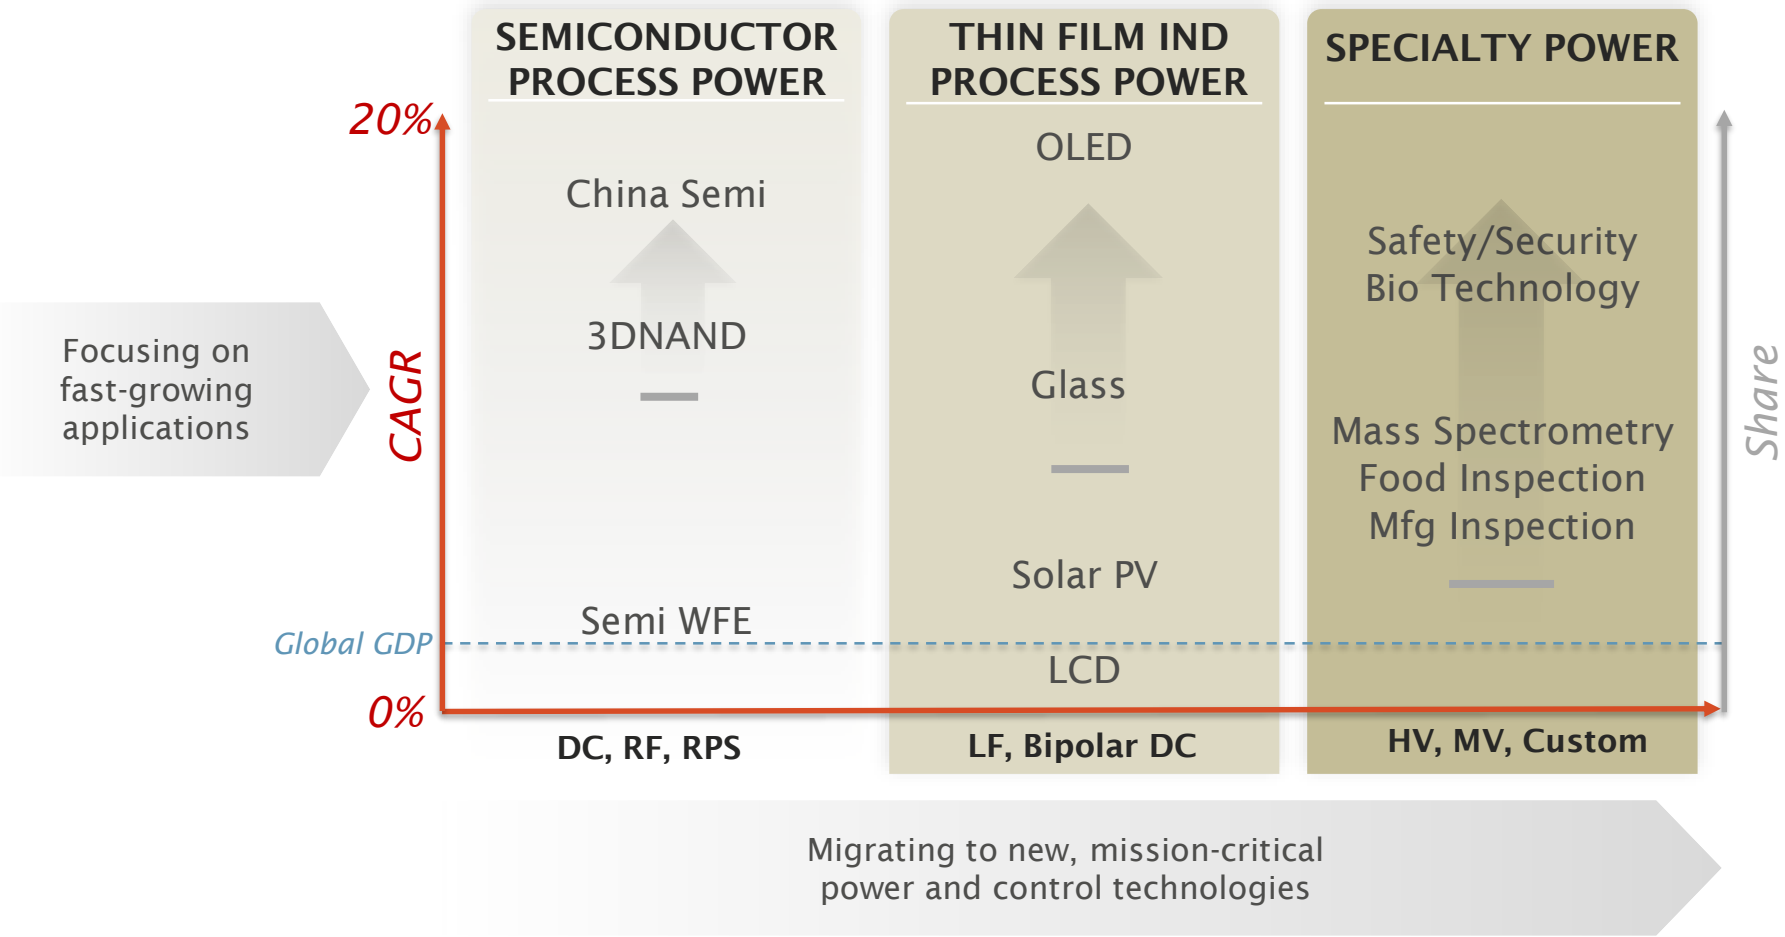 SEMICONDUCTOR
PROCESS POWER
THIN FILM IND
PROCESS POWER
SPECIALTY POWER
20%
OLED
China Semi
Safety/Security
Bio Technology
3DNAND
Focusing on
fast-growing
applications
CAGR
Glass
Share
Mass Spectrometry
Food Inspection
Mfg Inspection
Solar PV
Semi WFE
Global GDP
LCD
0%
DC, RF, RPS
LF, Bipolar DC
HV, MV, Custom
Migrating to new, mission-critical
power and control technologies